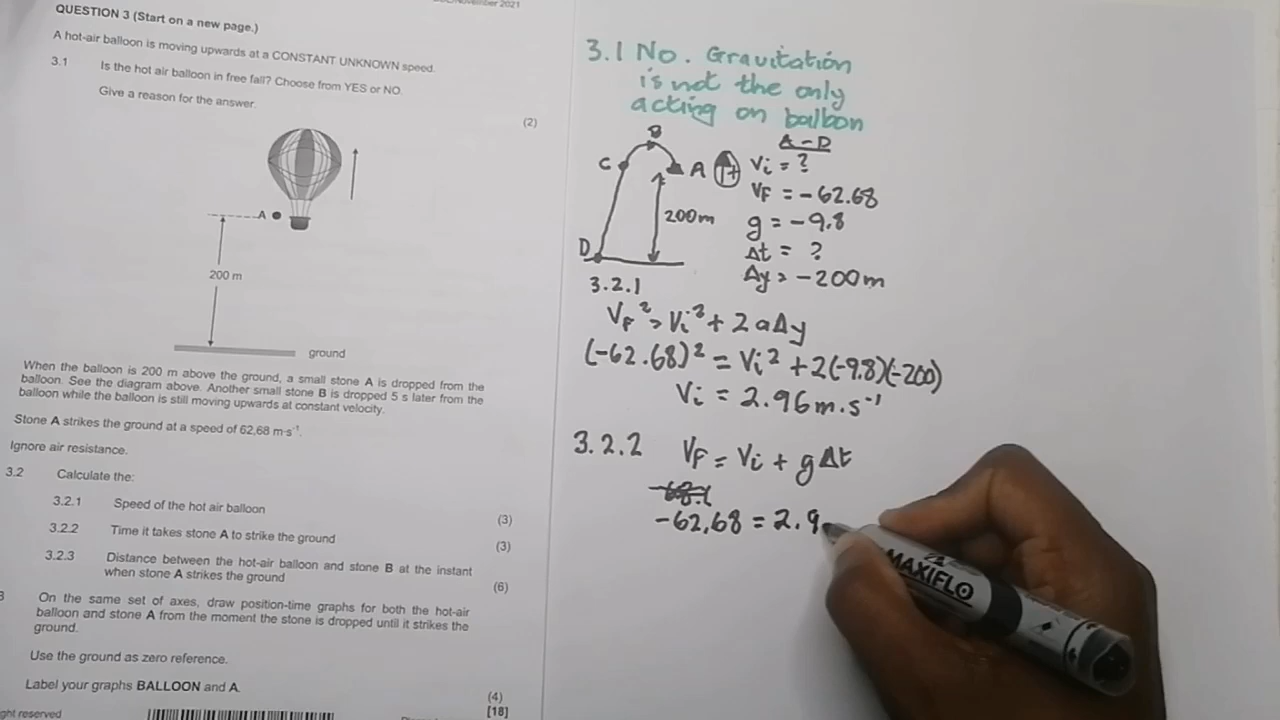 November 2021
QUESTION 3 (Start on a new page.)
A hot-air balloon is moving upwards at a CONSTANT UNKNOWN speed.
3.1 Is the hot air balloon in free fall? Choose from YES or NO.
Give a reason for the answer.
(2)
A
200 m
ground
When the balloon is 200 m above the ground, a small stone A is dropped from the
balloon. See the diagram above. Another small stone B is dropped 5 s later from the
balloon while the balloon is still moving upwards at constant velocity.
Stone A strikes the ground at a speed of 62,68 m·s⁻¹.
Ignore air resistance.
3.2 Calculate the:
3.2.1 Speed of the hot air balloon (3)
3.2.2 Time it takes stone A to strike the ground (3)
3.2.3 Distance between the hot-air balloon and stone B at the instant
when stone A strikes the ground (6)
3 On the same set of axes, draw position-time graphs for both the hot-air
balloon and stone A from the moment the stone is dropped until it strikes the
ground.
Use the ground as zero reference.
Label your graphs BALLOON and A.
(4)
[18]
ght reserved
3.1 No. Gravitation
is not the only
acting on balloon
B
C
A
D
200m
+
A-D
Vi = ?
VF = -62.68
g = -9.8
Δt = ?
Δy = -200m
3.2.1
VF² = Vi² + 2aΔy
(-62.68)² = Vi² + 2(-9.8)(-200)
Vi = 2.96m.s⁻¹
3.2.2 VF = Vi + gΔt
-62,68 = 2.9
MAXIFLO